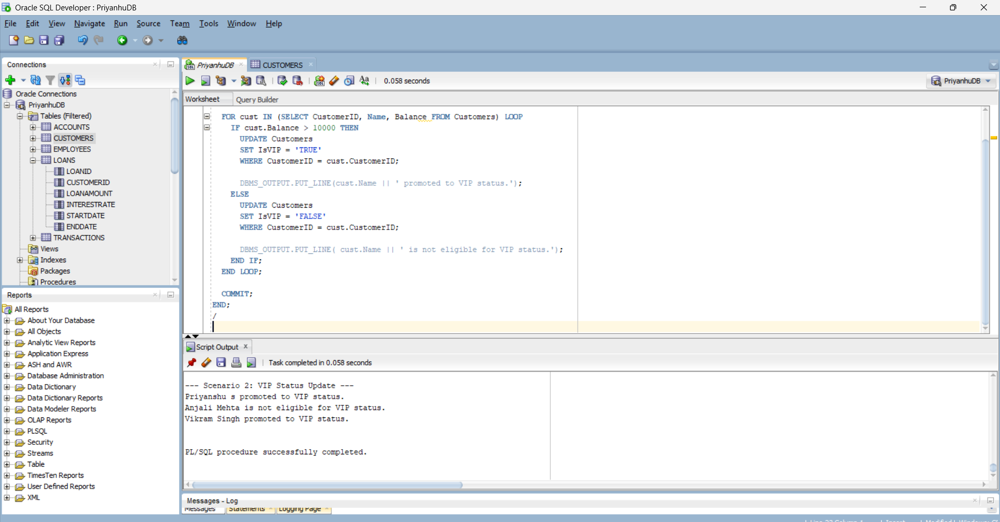 Oracle SQL Developer : PriyanhuDB
File Edit View Navigate Run Source Team Tools Window Help
Connections
Oracle Connections
PriyanhuDB
Tables (Filtered)
ACCOUNTS
CUSTOMERS
EMPLOYEES
LOANS
LOANID
CUSTOMERID
LOANAMOUNT
INTERESTRATE
STARTDATE
ENDDATE
TRANSACTIONS
Views
Indexes
Packages
Procedures
Reports
All Reports
About Your Database
All Objects
Analytic View Reports
Application Express
ASH and AWR
Database Administration
Data Dictionary
Data Dictionary Reports
Data Modeler Reports
OLAP Reports
PLSQL
Security
Streams
Table
TimesTen Reports
User Defined Reports
XML
PriyanhuDB CUSTOMERS
0.058 seconds
PriyanhuDB
Worksheet Query Builder
FOR cust IN (SELECT CustomerID, Name, Balance FROM Customers) LOOP
IF cust.Balance > 10000 THEN
UPDATE Customers
SET IsVIP = 'TRUE'
WHERE CustomerID = cust.CustomerID;
DBMS_OUTPUT.PUT_LINE(cust.Name || ' promoted to VIP status.');
ELSE
UPDATE Customers
SET IsVIP = 'FALSE'
WHERE CustomerID = cust.CustomerID;
DBMS_OUTPUT.PUT_LINE( cust.Name || ' is not eligible for VIP status.');
END IF;
END LOOP;
COMMIT;
END;
/
Script Output
Task completed in 0.058 seconds
--- Scenario 2: VIP Status Update ---
Priyanshu s promoted to VIP status.
Anjali Mehta is not eligible for VIP status.
Vikram Singh promoted to VIP status.
PL/SQL procedure successfully completed.
Messages - Log
Messages Statements Logging Page